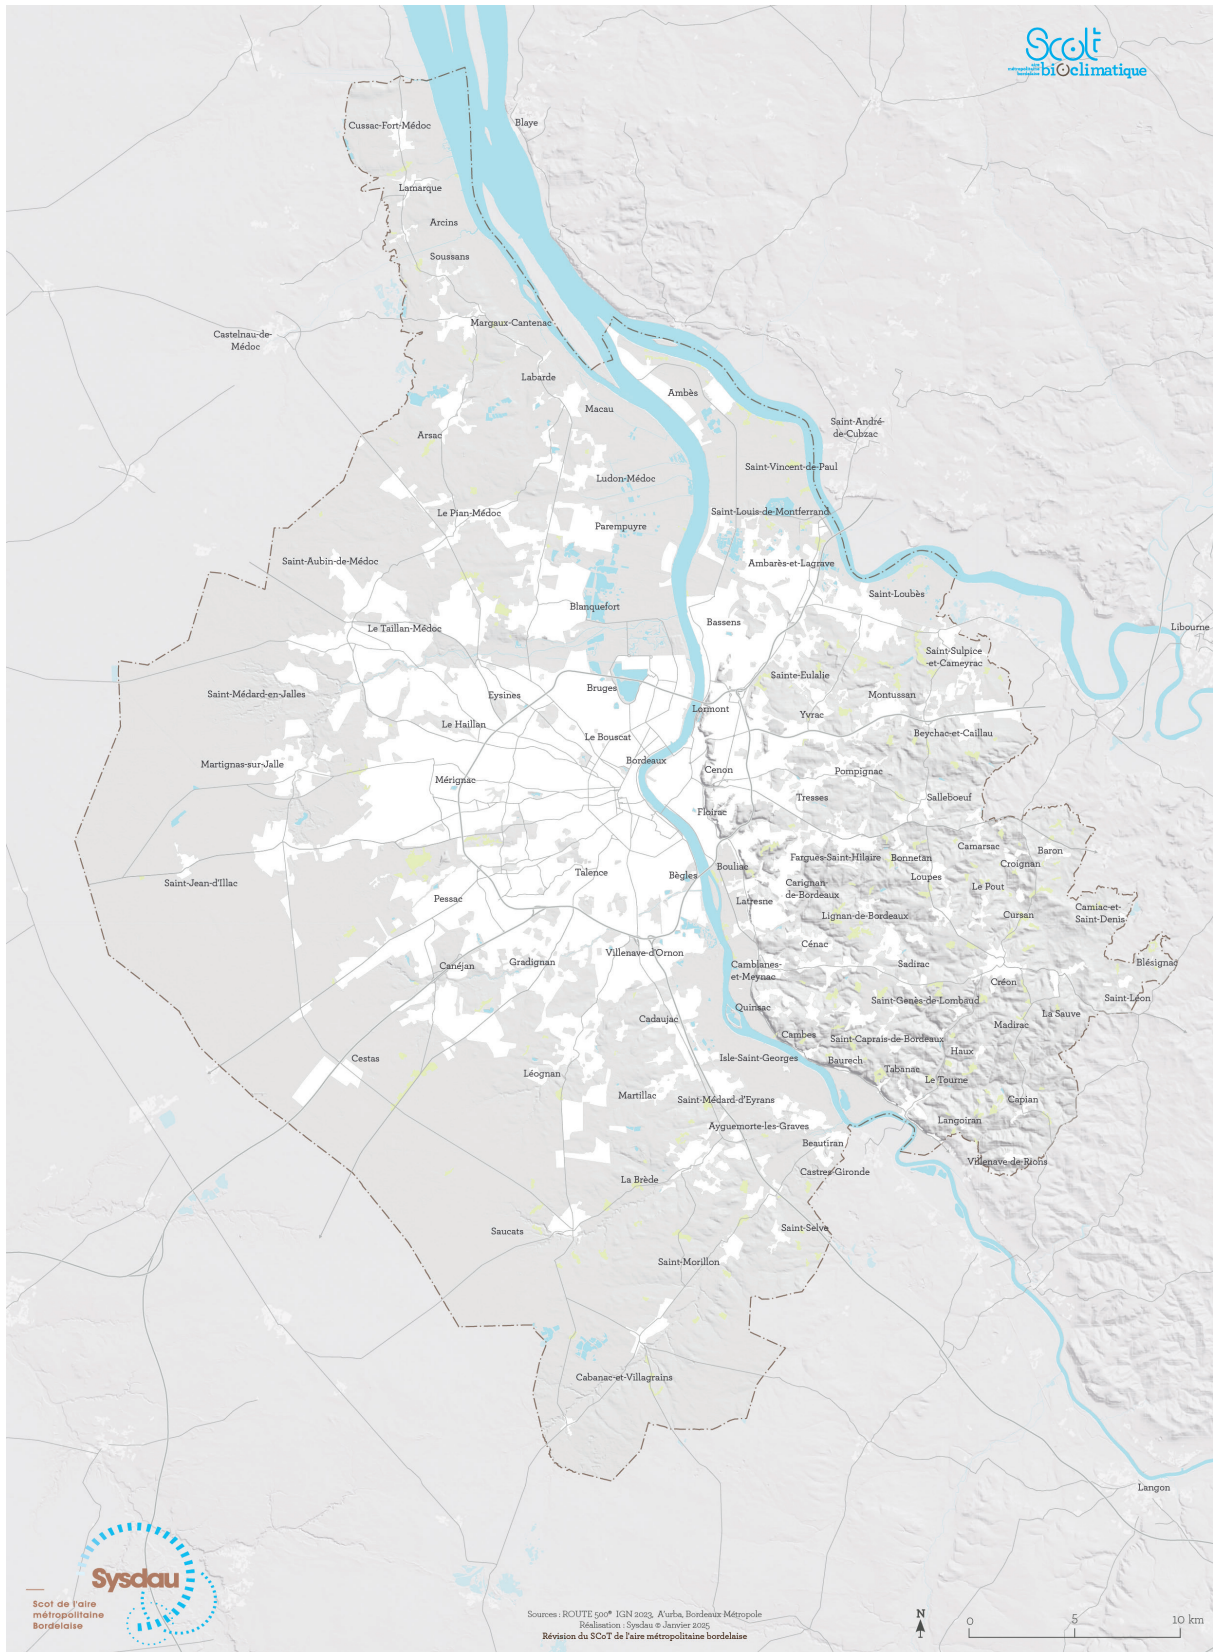 Scot
aire
métropolitaine
bordelaise
bioclimatique
Cussac-Fort-Médoc
Blaye
Lamarque
Arcins
Soussans
Margaux-Cantenac
Castelnau-de-
Médoc
Labarde
Ambès
Macau
Saint-André-
de-Cubzac
Arsac
Saint-Vincent-de-Paul
Ludon-Médoc
Le Pian-Médoc
Saint-Louis-de-Montferrand
Parempuyre
Saint-Aubin-de-Médoc
Ambarès-et-Lagrave
Saint-Loubès
Blanquefort
Bassens
Le Taillan-Médoc
Libourne
Saint-Sulpice
-et-Cameyrac
Sainte-Eulalie
Bruges
Saint-Médard-en-Jalles
Eysines
Montussan
Lormont
Yvrac
Le Haillan
Le Bouscat
Beychac-et-Caillau
Bordeaux
Martignas-sur-Jalle
Cenon
Pompignac
Mérignac
Tresses
Salleboeuf
Floirac
Camarsac
Baron
Fargues-Saint-Hilaire
Bonnetan
Croignan
Bouliac
Talence
Bègles
Loupes
Saint-Jean-d'Illac
Carignan-
de-Bordeaux
Le Pout
Pessac
Latresne
Camiac-et-
Saint-Denis
Lignan-de-Bordeaux
Cursan
Cénac
Villenave-d'Ornon
Gradignan
Canéjan
Camblanes-
et-Meynac
Sadirac
Blésignac
Créon
Saint-Léon
Saint-Genès-de-Lombaud
Quinsac
La Sauve
Cadaujac
Madirac
Cambes
Saint-Caprais-de-Bordeaux
Haux
Cestas
Isle-Saint-Georges
Baurech
Tabanac
Léognan
Le Tourne
Martillac
Saint-Médard-d'Eyrans
Capian
Langoiran
Ayguemorte-les-Graves
Beautiran
Villenave-de-Rions
Castres-Gironde
La Brède
Saucats
Saint-Selve
Saint-Morillon
Cabanac-et-Villagrains
Langon
Sysdau
Scot de l'aire
métropolitaine
Bordelaise
Sources : ROUTE 500® IGN 2023, A'urba, Bordeaux Métropole
Réalisation : Sysdau © Janvier 2025
Révision du SCoT de l'aire métropolitaine bordelaise
N
0 5 10 km